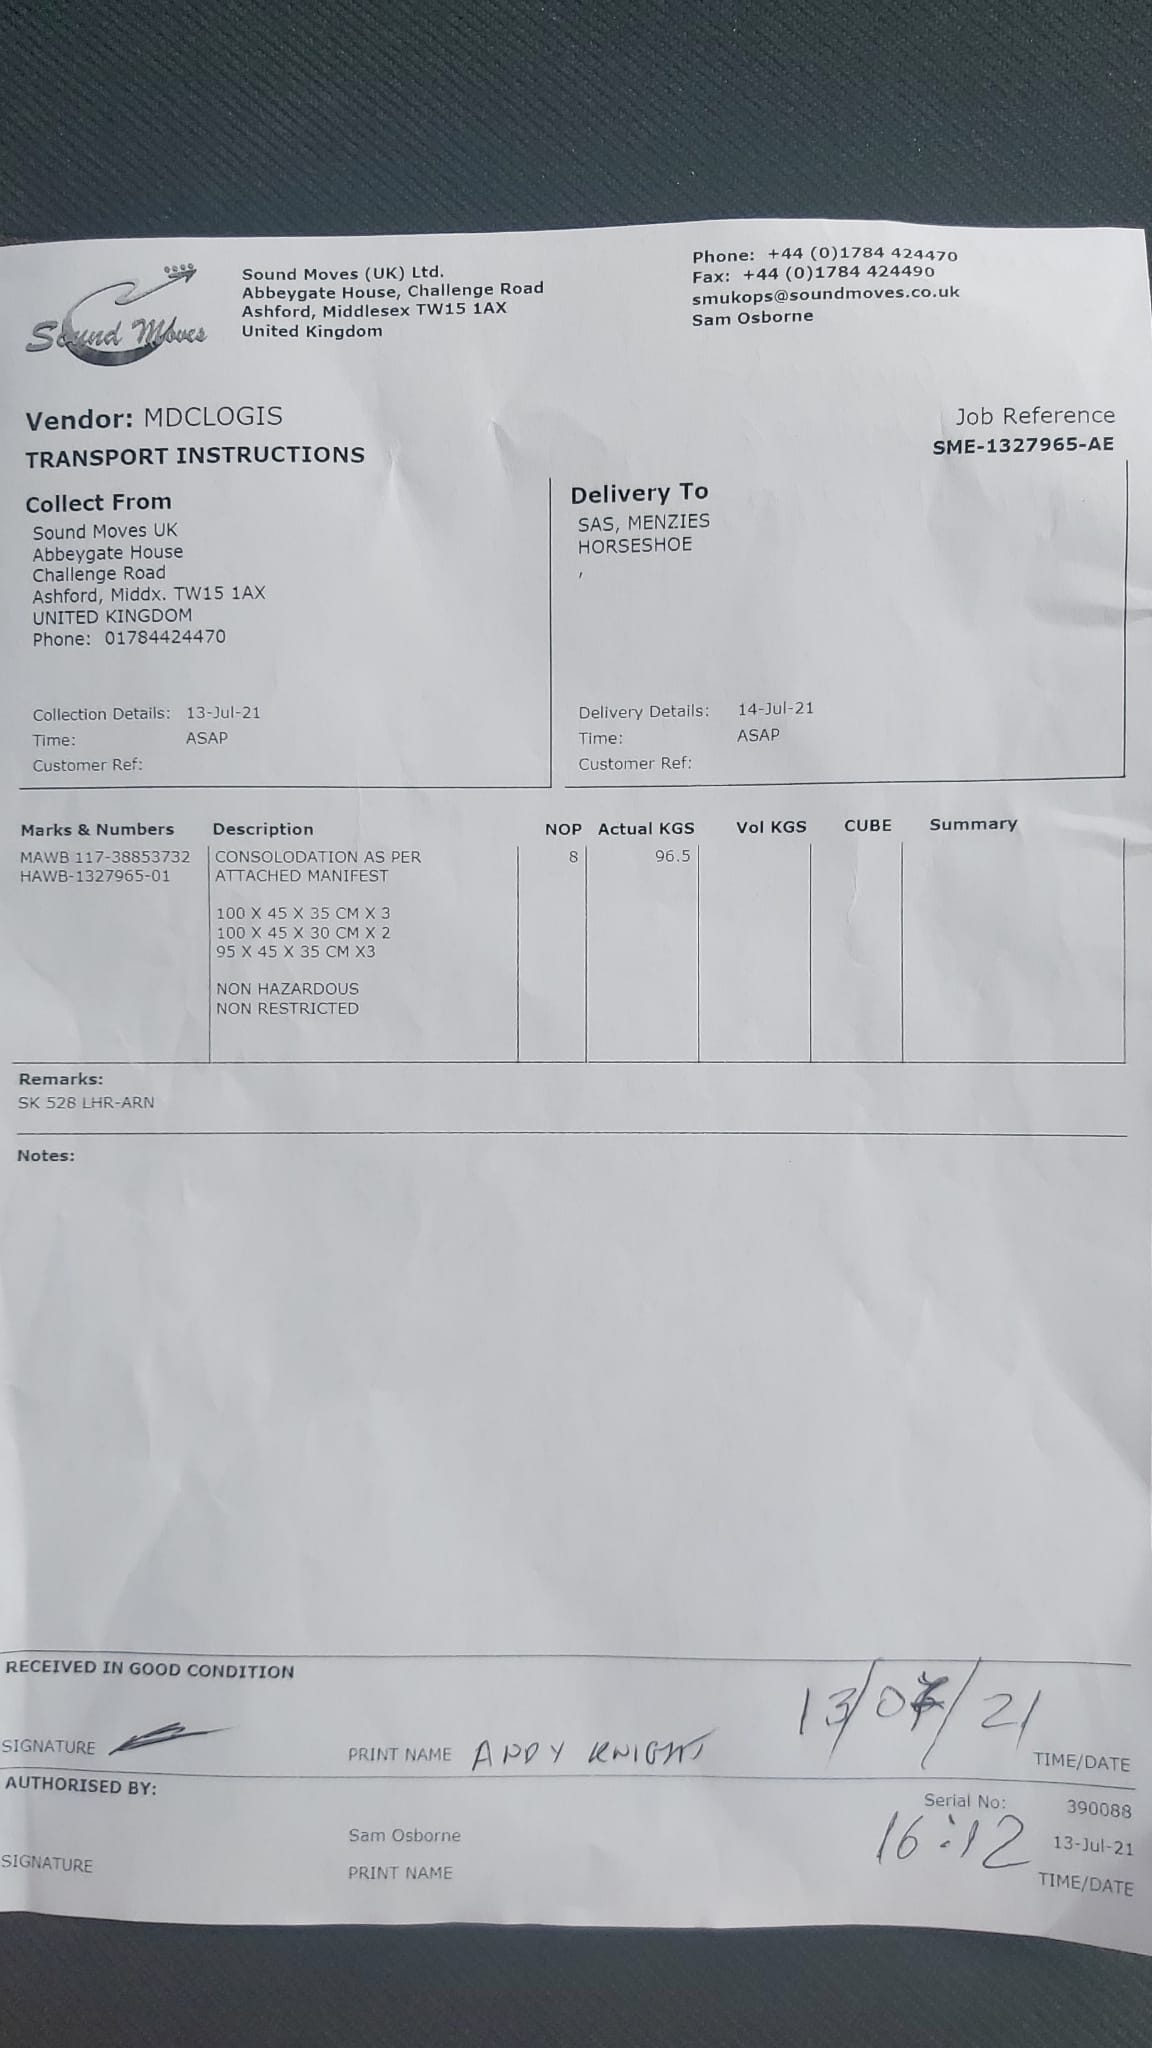 Sound Moves
Sound Moves (UK) Ltd.
Abbeygate House, Challenge Road
Ashford, Middlesex TW15 1AX
United Kingdom
Phone: +44 (0)1784 424470
Fax: +44 (0)1784 424490
smukops@soundmoves.co.uk
Sam Osborne
Vendor: MDCLOGIS
TRANSPORT INSTRUCTIONS
Job Reference
SME-1327965-AE
Collect From
Sound Moves UK
Abbeygate House
Challenge Road
Ashford, Middx. TW15 1AX
UNITED KINGDOM
Phone: 01784424470
Collection Details: 13-Jul-21
Time: ASAP
Customer Ref:
Delivery To
SAS, MENZIES
HORSESHOE
,
Delivery Details: 14-Jul-21
Time: ASAP
Customer Ref:
Marks & Numbers Description NOP Actual KGS Vol KGS CUBE Summary
MAWB 117-38853732 CONSOLODATION AS PER 8 96.5
HAWB-1327965-01 ATTACHED MANIFEST
100 X 45 X 35 CM X 3
100 X 45 X 30 CM X 2
95 X 45 X 35 CM X3
NON HAZARDOUS
NON RESTRICTED
Remarks:
SK 528 LHR-ARN
Notes:
RECEIVED IN GOOD CONDITION
13/07/21
SIGNATURE PRINT NAME ANDY KNIGHT TIME/DATE
AUTHORISED BY:
Serial No: 390088
Sam Osborne 16:12 13-Jul-21
SIGNATURE PRINT NAME TIME/DATE